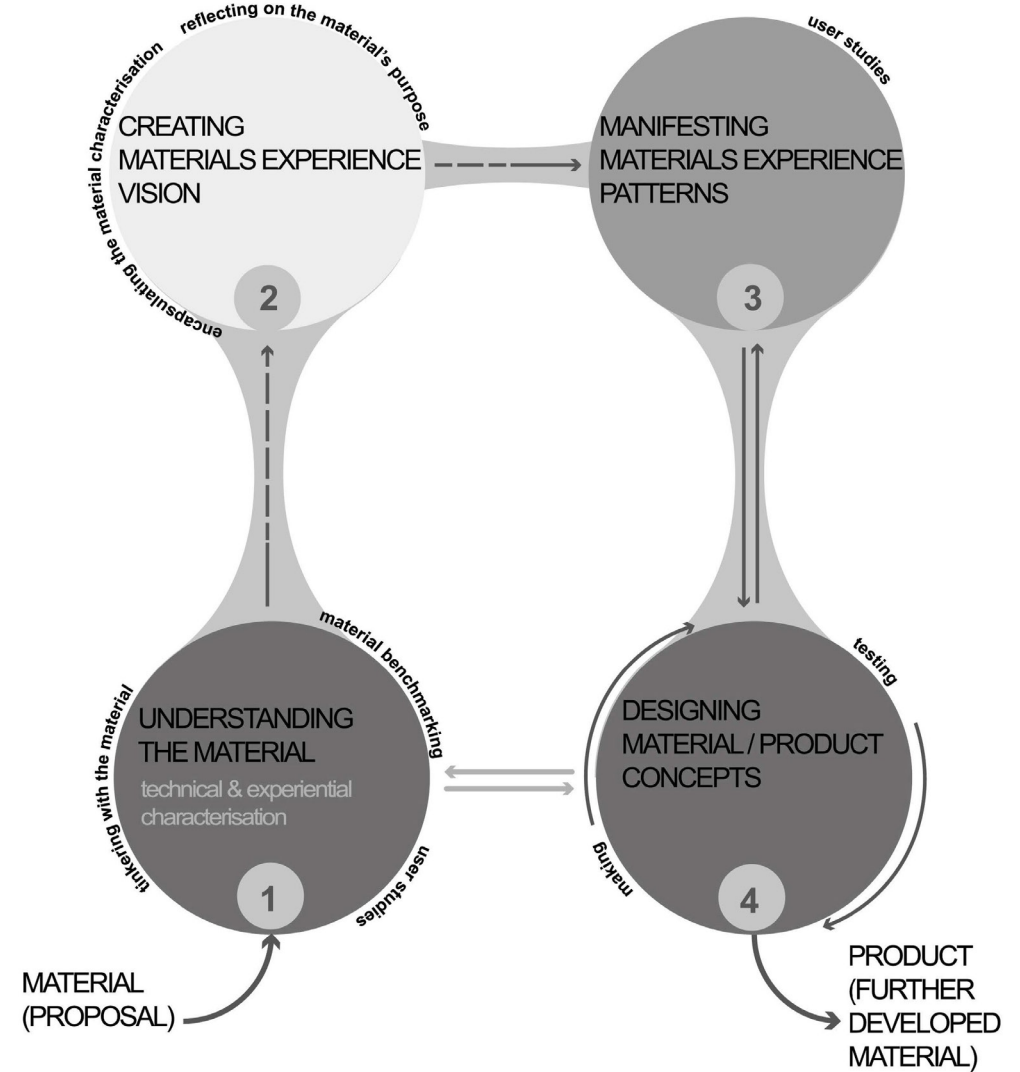 reflecting on the material's purpose
encapsulating the material characterisation
CREATING
MATERIALS EXPERIENCE
VISION
2
user studies
MANIFESTING
MATERIALS EXPERIENCE
PATTERNS
3
tinkering with the material
material benchmarking
user studies
UNDERSTANDING
THE MATERIAL
technical & experiential
characterisation
1
testing
making
DESIGNING
MATERIAL / PRODUCT
CONCEPTS
4
MATERIAL
(PROPOSAL)
PRODUCT
(FURTHER
DEVELOPED
MATERIAL)